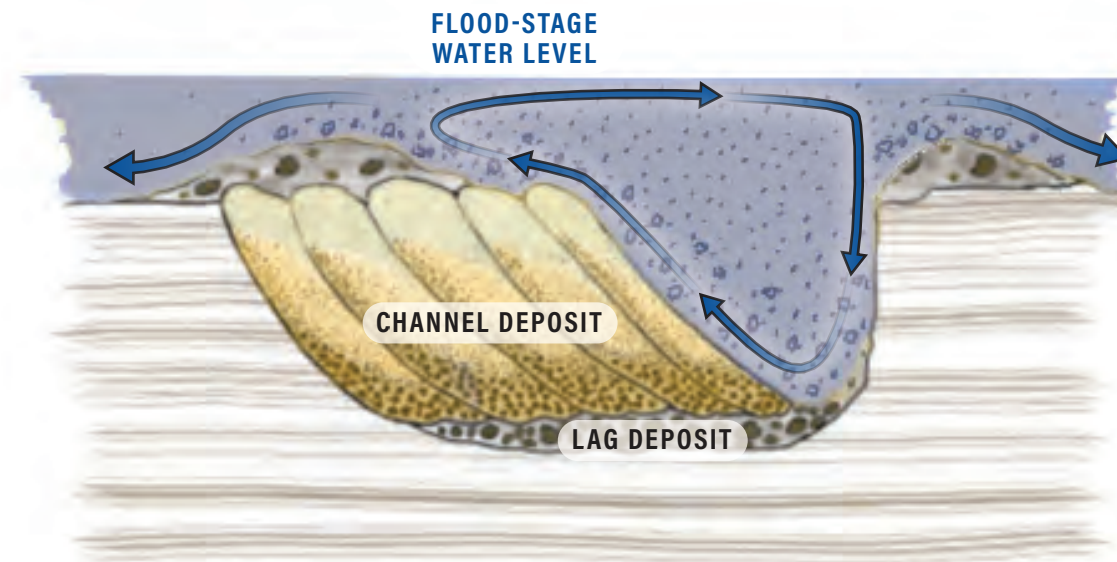 FLOOD-STAGE
WATER LEVEL
CHANNEL DEPOSIT
LAG DEPOSIT